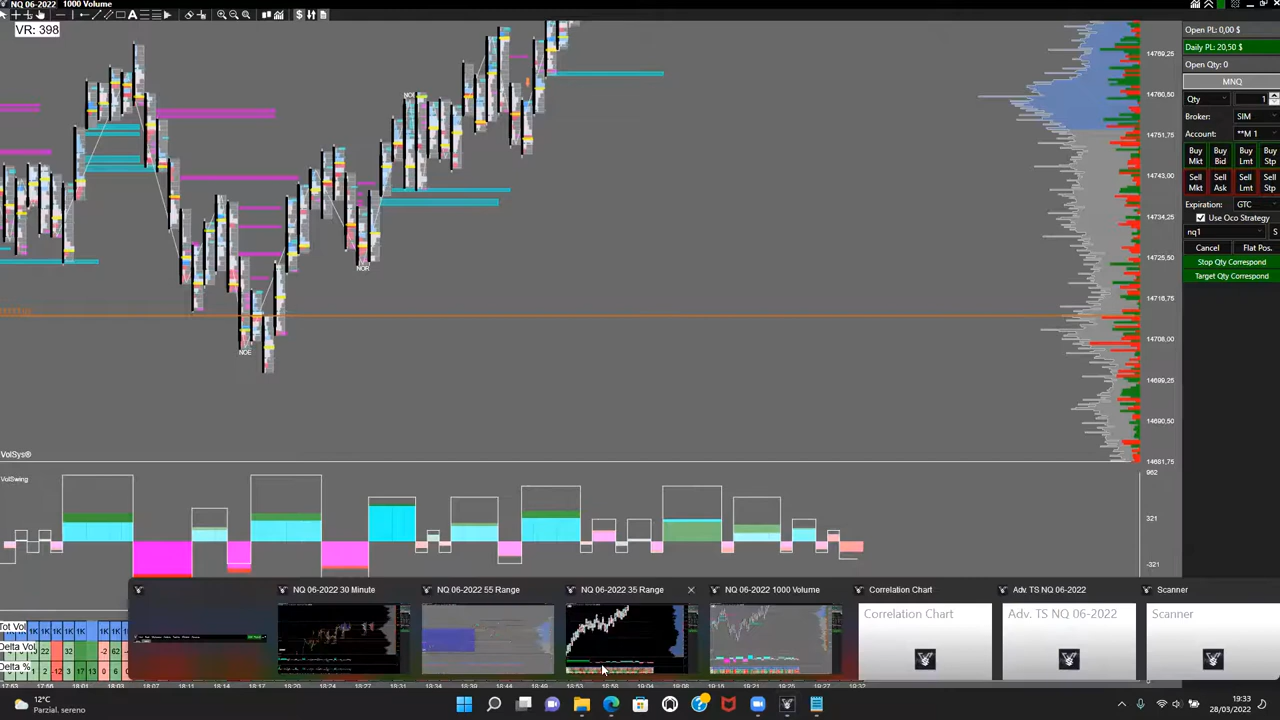 NQ 06-2022 1000 Volume
VR: 398
NOE
NOR
NOE
14769,25
14760,50
14751,75
14743,00
14734,25
14725,50
14716,75
14708,00
14699,25
14690,50
14681,75
Open PL: 0,00 $
Daily PL: 20,50 $
Open Qty: 0
MNQ
Qty 1
Broker: SIM
Account: **M 1
Buy Mkt
Buy Bid
Buy Lmt
Buy Stp
Sell Mkt
Sell Ask
Sell Lmt
Sell Stp
Expiration: GTC
Use Oco Strategy
nq1 S
Cancel Flat Pos.
Stop Qty Correspond
Target Qty Correspond
VolSys®
VolSwing
962
321
-321
NQ 06-2022 30 Minute
NQ 06-2022 55 Range
NQ 06-2022 35 Range
NQ 06-2022 1000 Volume
Correlation Chart
Adv. TS NQ 06-2022
Scanner
Correlation Chart
Adv. TS NQ 06-2022
Scanner
Tot Vol
Delta Vol
Delta %
12°C
Parzial. sereno
19:33
28/03/2022